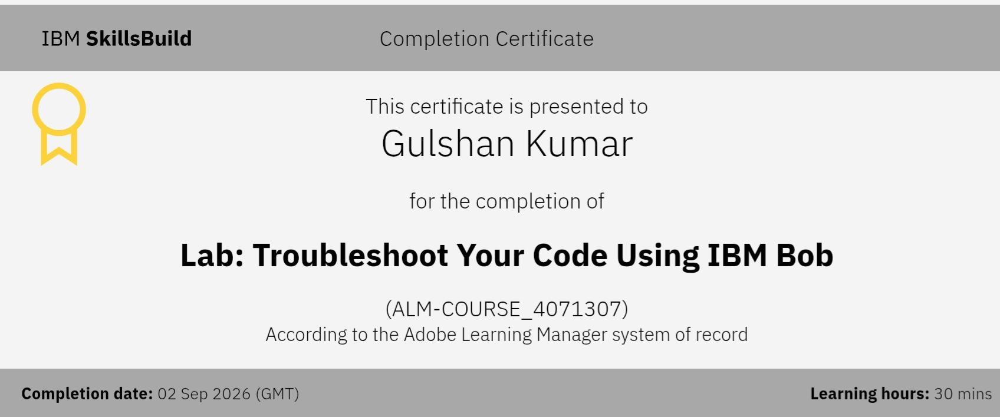 IBM SkillsBuild
Completion Certificate
This certificate is presented to
Gulshan Kumar
for the completion of
Lab: Troubleshoot Your Code Using IBM Bob
(ALM-COURSE_4071307)
According to the Adobe Learning Manager system of record
Completion date: 02 Sep 2026 (GMT)
Learning hours: 30 mins